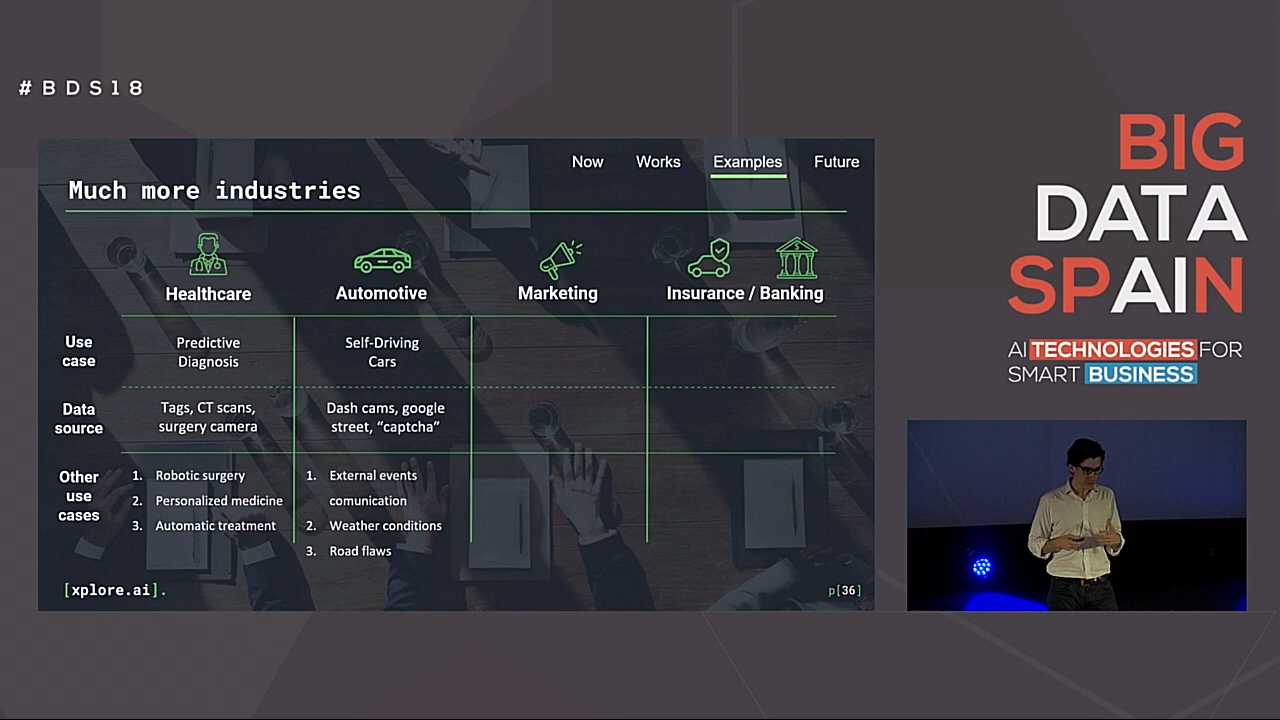 #BDS18
BIG
DATA
SPAIN
AI TECHNOLOGIES FOR
SMART BUSINESS
Now Works Examples Future
Much more industries
Healthcare Automotive Marketing Insurance / Banking
Use
case
Predictive
Diagnosis
Self-Driving
Cars
Data
source
Tags, CT scans,
surgery camera
Dash cams, google
street, “captcha”
Other
use
cases
1. Robotic surgery
2. Personalized medicine
3. Automatic treatment
1. External events
comunication
2. Weather conditions
3. Road flaws
[xplore.ai].
p[36]